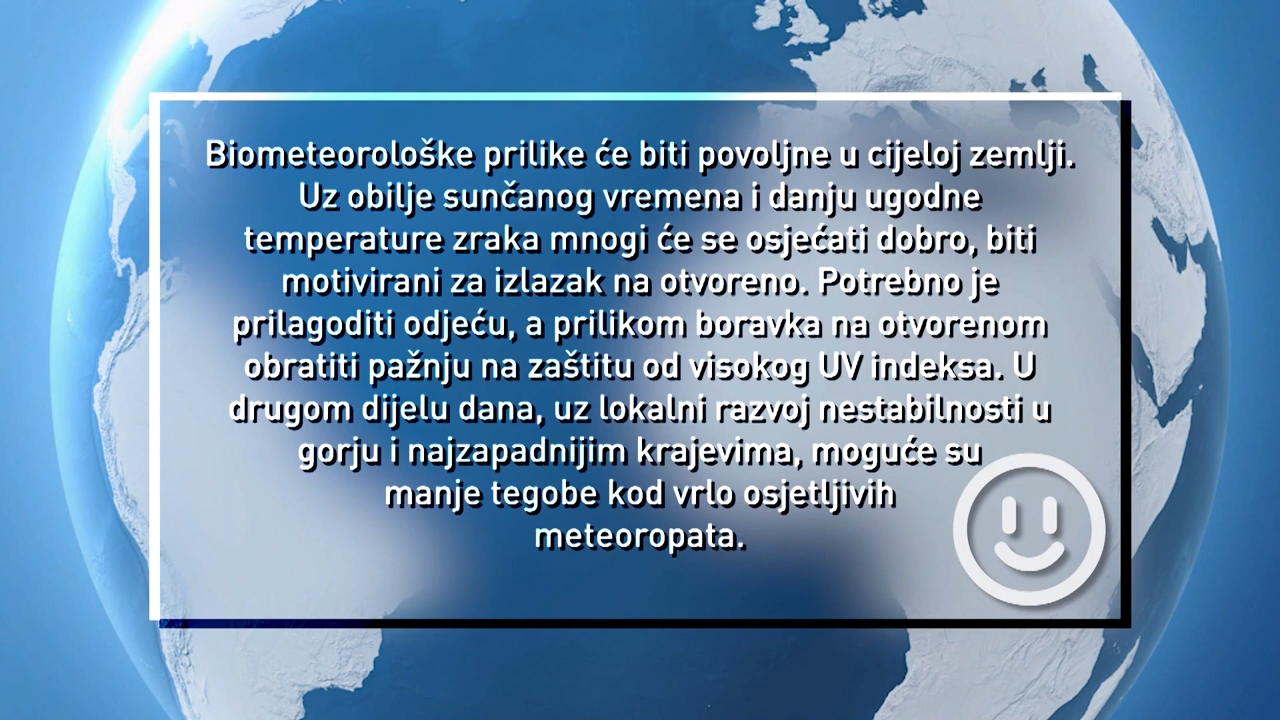 Biometeorološke prilike će biti povoljne u cijeloj zemlji.
Uz obilje sunčanog vremena i danju ugodne
temperature zraka mnogi će se osjećati dobro, biti
motivirani za izlazak na otvoreno. Potrebno je
prilagoditi odjeću, a prilikom boravka na otvorenom
obratiti pažnju na zaštitu od visokog UV indeksa. U
drugom dijelu dana, uz lokalni razvoj nestabilnosti u
gorju i najzapadnijim krajevima, moguće su
manje tegobe kod vrlo osjetljivih
meteoropata.